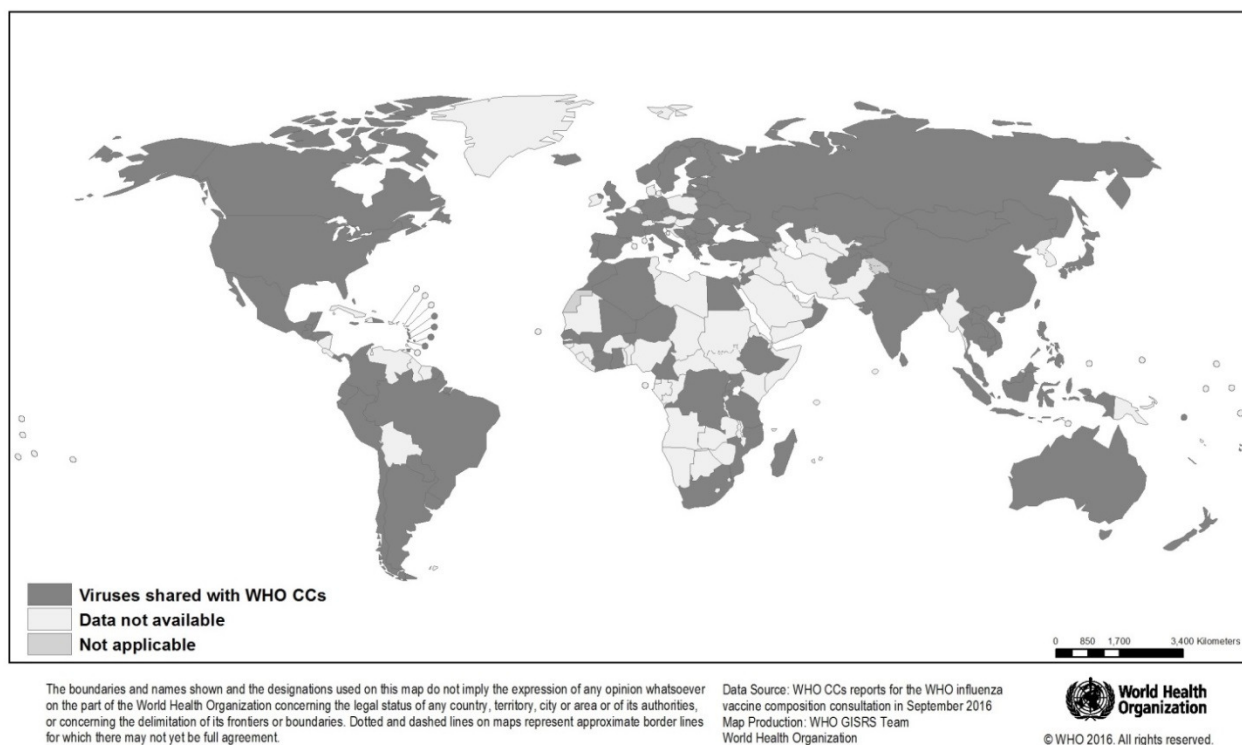 Viruses shared with WHO CCs
Data not available
Not applicable
0 850 1,700 3,400 Kilometers
The boundaries and names shown and the designations used on this map do not imply the expression of any opinion whatsoever
on the part of the World Health Organization concerning the legal status of any country, territory, city or area or of its authorities,
or concerning the delimitation of its frontiers or boundaries. Dotted and dashed lines on maps represent approximate border lines
for which there may not yet be full agreement.
Data Source: WHO CCs reports for the WHO influenza
vaccine composition consultation in September 2016
Map Production: WHO GISRS Team
World Health Organization
World Health
Organization
© WHO 2016. All rights reserved.